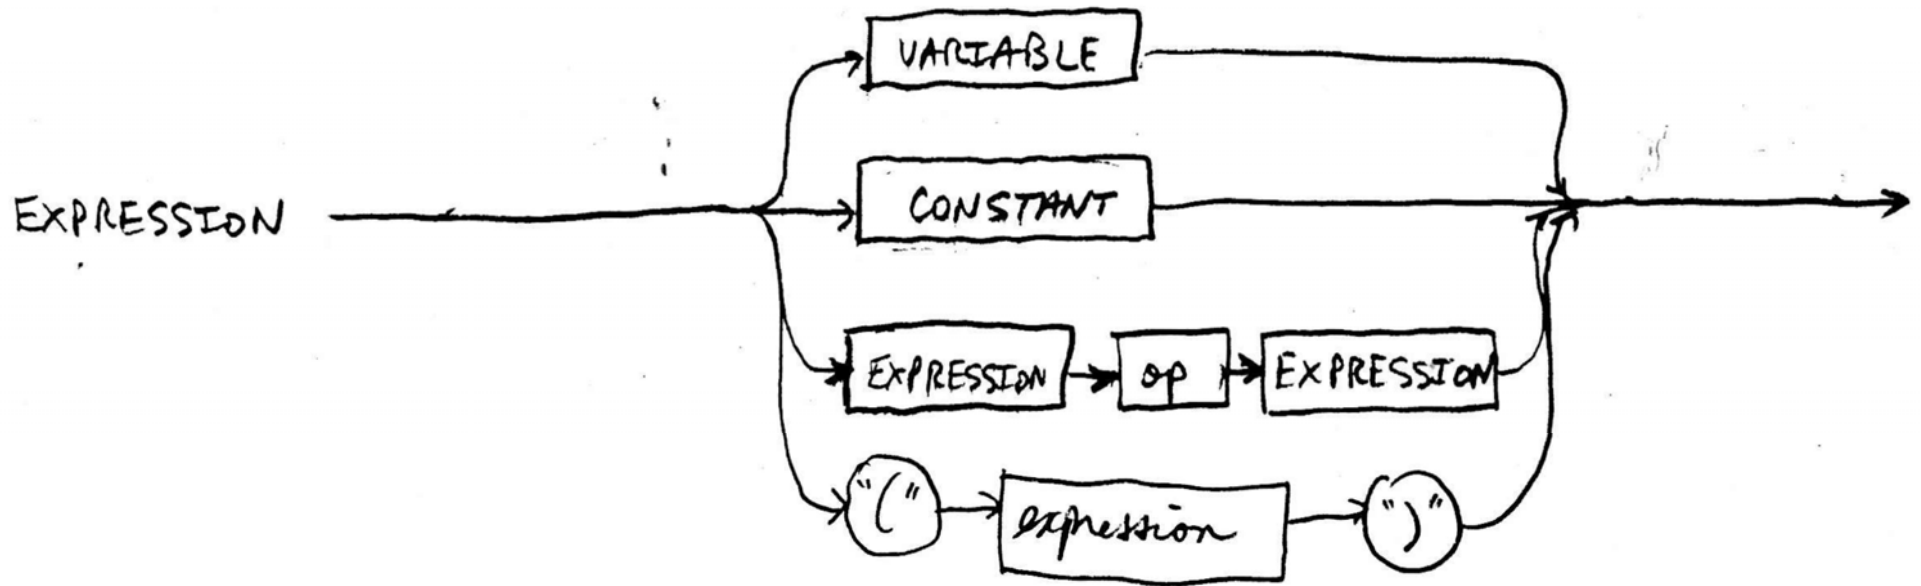 VARIABLE
EXPRESSION CONSTANT
EXPRESSION op EXPRESSION
"(" expression ")"